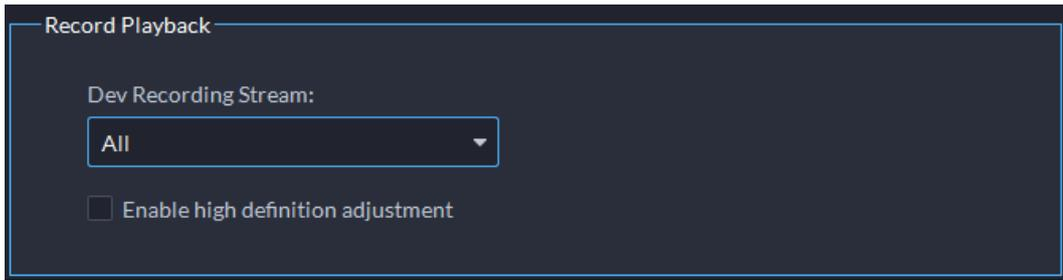 Record Playback
Dev Recording Stream:
All
Enable high definition adjustment